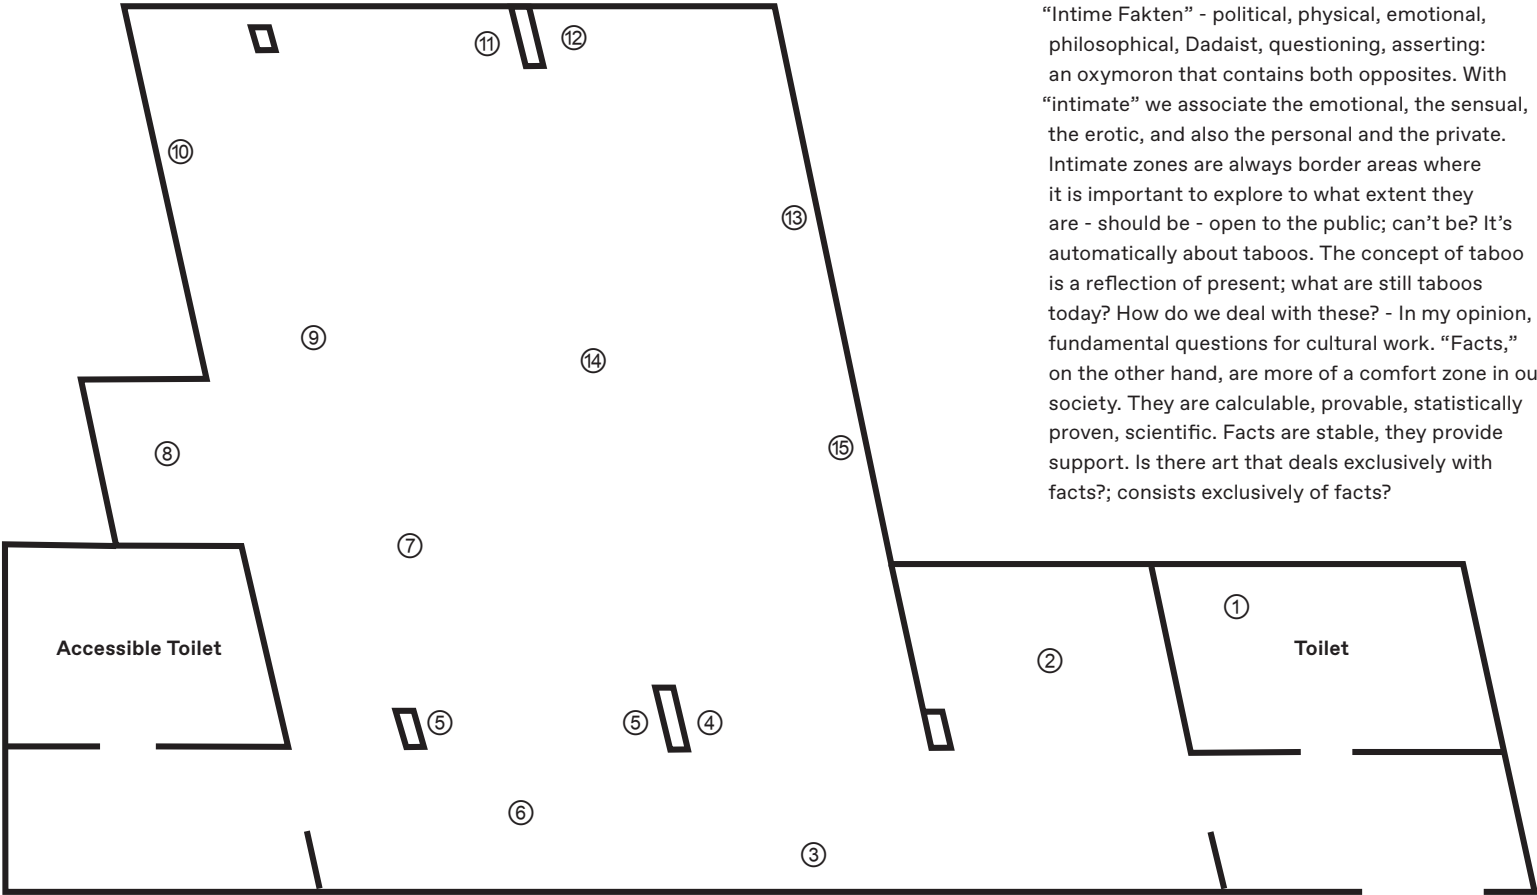 “Intime Fakten” - political, physical, emotional,
philosophical, Dadaist, questioning, asserting:
an oxymoron that contains both opposites. With
“intimate” we associate the emotional, the sensual,
the erotic, and also the personal and the private.
Intimate zones are always border areas where
it is important to explore to what extent they
are - should be - open to the public; can’t be? It’s
automatically about taboos. The concept of taboo
is a reflection of present; what are still taboos
today? How do we deal with these? - In my opinion,
fundamental questions for cultural work. “Facts,”
on the other hand, are more of a comfort zone in ou
society. They are calculable, provable, statistically
proven, scientific. Facts are stable, they provide
support. Is there art that deals exclusively with
facts?; consists exclusively of facts?
11
12
10
13
9
14
15
8
7
1
Accessible Toilet
Toilet
2
5
5
4
6
3